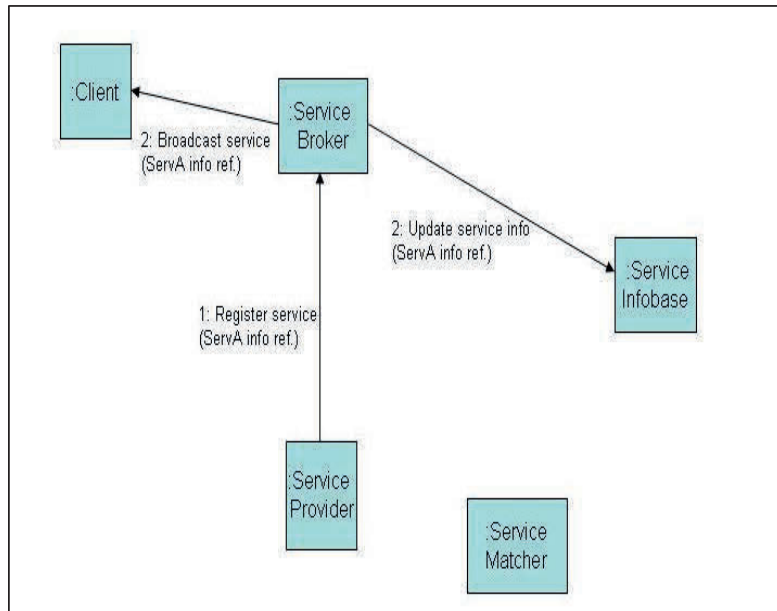 :Client
:Service
Broker
2: Broadcast service
(ServA info ref.)
2: Update service info
(ServA info ref.)
:Service
Infobase
1: Register service
(ServA info ref.)
:Service
Provider
:Service
Matcher